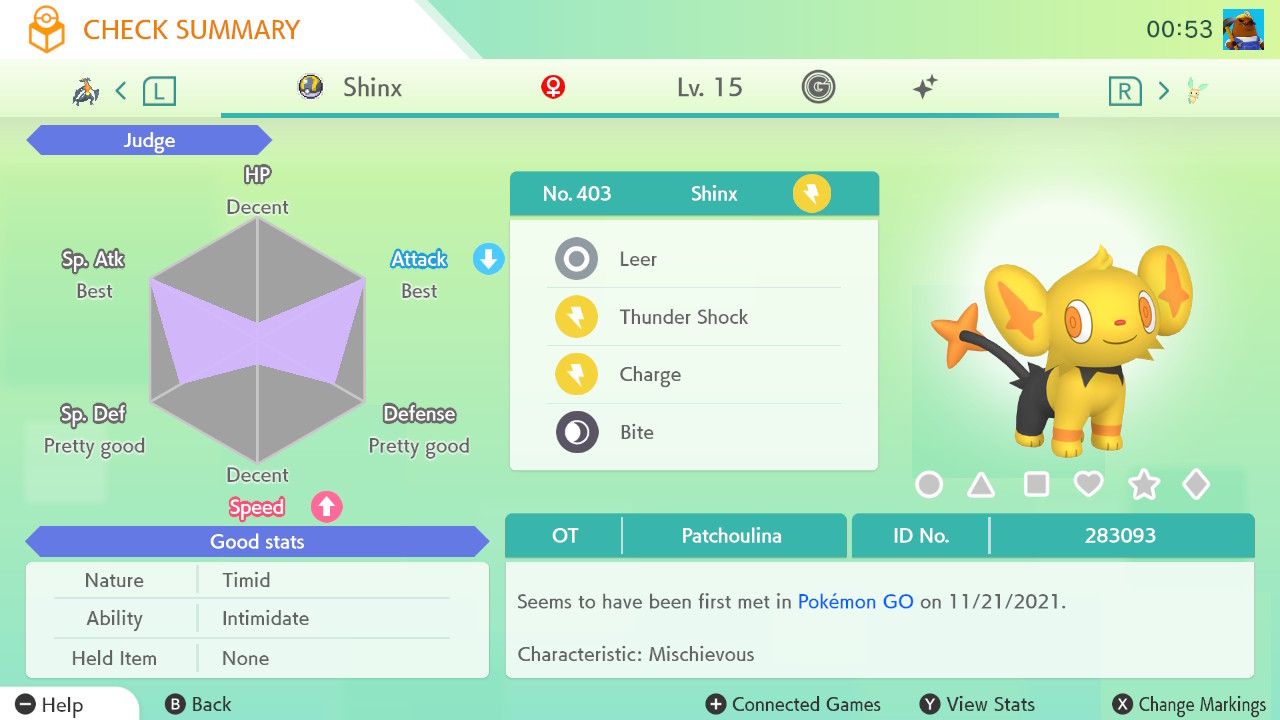 CHECK SUMMARY
00:53
L
Shinx
Lv. 15
G
R
Judge
HP
Decent
Sp. Atk
Best
Attack
Best
Sp. Def
Pretty good
Defense
Pretty good
Decent
Speed
Good stats
Nature Timid
Ability Intimidate
Held Item None
No. 403 Shinx
Leer
Thunder Shock
Charge
Bite
OT Patchoulina ID No. 283093
Seems to have been first met in Pokémon GO on 11/21/2021.
Characteristic: Mischievous
Help
B Back
Connected Games
Y View Stats
X Change Markings